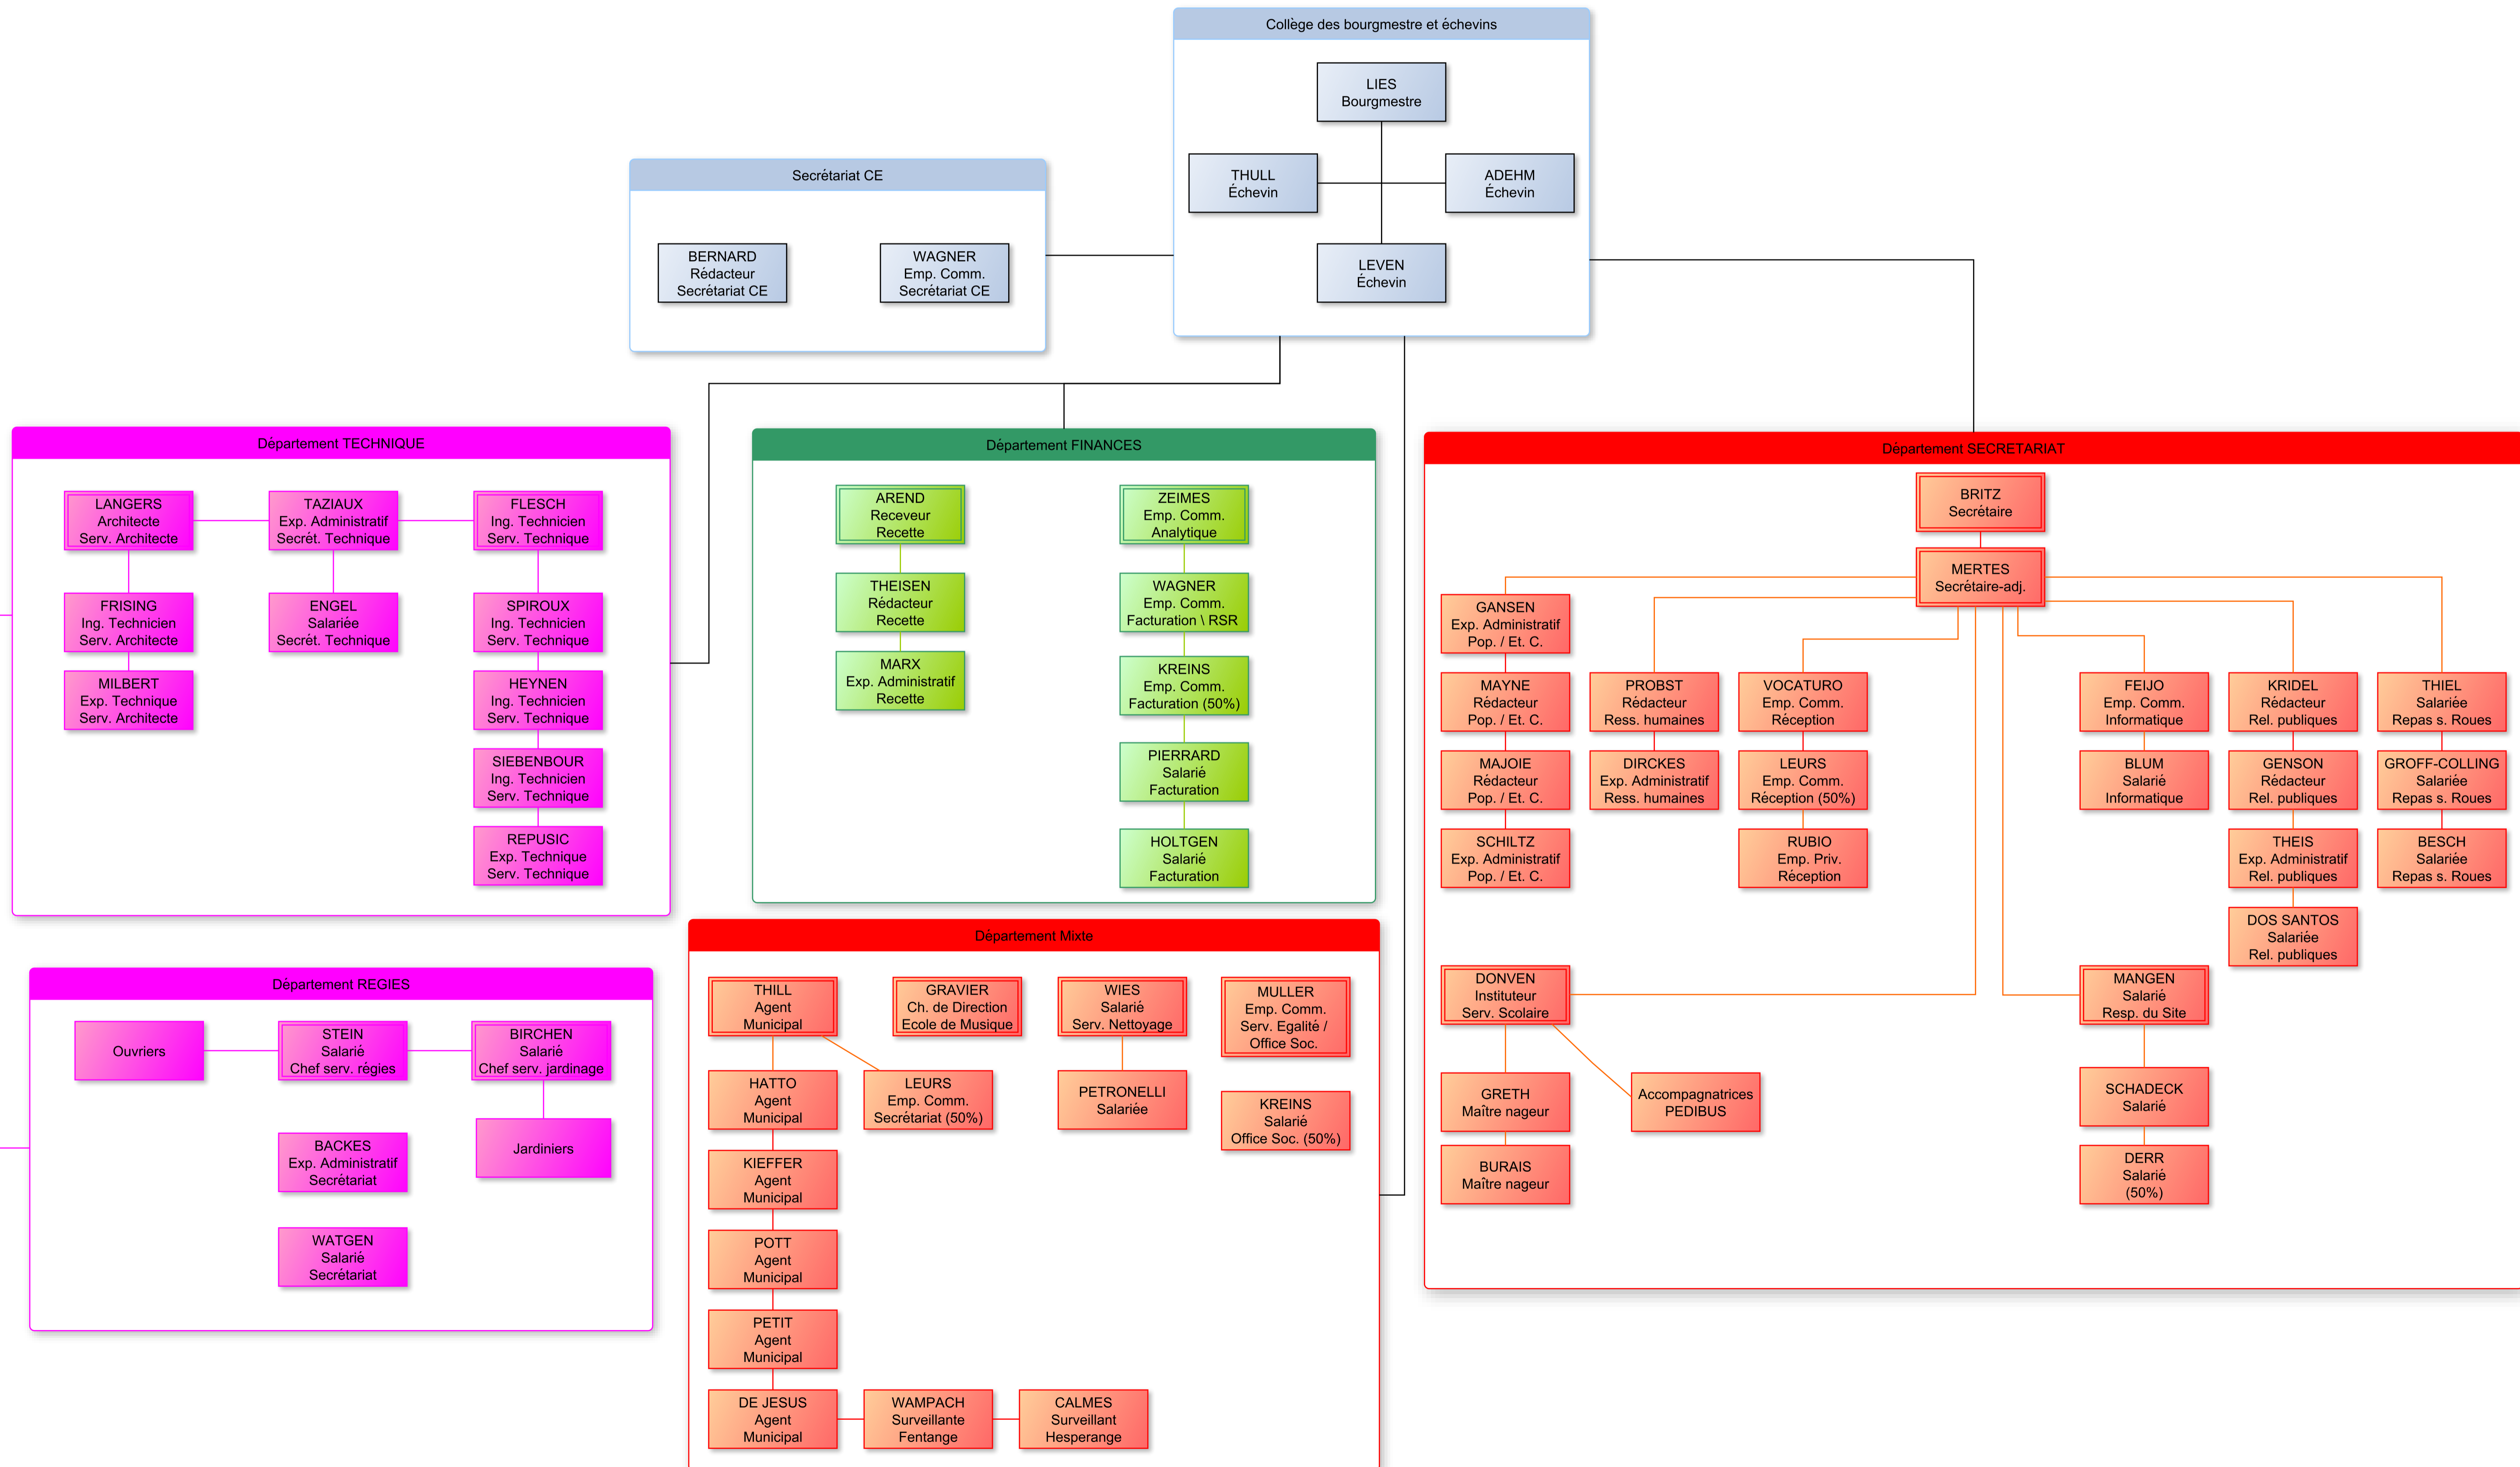 Collège des bourgmestre et échevins
LIES
Bourgmestre
THULL
Échevin
ADEHM
Échevin
LEVEN
Échevin
Secrétariat CE
BERNARD
Rédacteur
Secrétariat CE
WAGNER
Emp. Comm.
Secrétariat CE
Département TECHNIQUE
LANGERS
Architecte
Serv. Architecte
TAZIAUX
Exp. Administratif
Secrét. Technique
FLESCH
Ing. Technicien
Serv. Technique
FRISING
Ing. Technicien
Serv. Architecte
ENGEL
Salariée
Secrét. Technique
SPIROUX
Ing. Technicien
Serv. Technique
MILBERT
Exp. Technique
Serv. Architecte
HEYNEN
Ing. Technicien
Serv. Technique
SIEBENBOUR
Ing. Technicien
Serv. Technique
REPUSIC
Exp. Technique
Serv. Technique
Département FINANCES
AREND
Receveur
Recette
THEISEN
Rédacteur
Recette
MARX
Exp. Administratif
Recette
ZEIMES
Emp. Comm.
Analytique
WAGNER
Emp. Comm.
Facturation \ RSR
KREINS
Emp. Comm.
Facturation (50%)
PIERRARD
Salarié
Facturation
HOLTGEN
Salarié
Facturation
Département SECRETARIAT
BRITZ
Secrétaire
MERTES
Secrétaire-adj.
GANSEN
Exp. Administratif
Pop. / Et. C.
MAYNE
Rédacteur
Pop. / Et. C.
MAJOIE
Rédacteur
Pop. / Et. C.
SCHILTZ
Exp. Administratif
Pop. / Et. C.
PROBST
Rédacteur
Ress. humaines
DIRCKES
Exp. Administratif
Ress. humaines
VOCATURO
Emp. Comm.
Réception
LEURS
Emp. Comm.
Réception (50%)
RUBIO
Emp. Priv.
Réception
FEIJO
Emp. Comm.
Informatique
BLUM
Salarié
Informatique
KRIDEL
Rédacteur
Rel. publiques
GENSON
Rédacteur
Rel. publiques
THEIS
Exp. Administratif
Rel. publiques
DOS SANTOS
Salariée
Rel. publiques
THIEL
Salariée
Repas s. Roues
GROFF-COLLING
Salariée
Repas s. Roues
BESCH
Salariée
Repas s. Roues
DONVEN
Instituteur
Serv. Scolaire
GRETH
Maître nageur
BURAIS
Maître nageur
Accompagnatrices
PEDIBUS
MANGEN
Salarié
Resp. du Site
SCHADECK
Salarié
DERR
Salarié
(50%)
Département REGIES
Ouvriers
STEIN
Salarié
Chef serv. régies
BIRCHEN
Salarié
Chef serv. jardinage
BACKES
Exp. Administratif
Secrétariat
Jardiniers
WATGEN
Salarié
Secrétariat
Département Mixte
THILL
Agent
Municipal
GRAVIER
Ch. de Direction
Ecole de Musique
WIES
Salarié
Serv. Nettoyage
MULLER
Emp. Comm.
Serv. Egalité /
Office Soc.
HATTO
Agent
Municipal
LEURS
Emp. Comm.
Secrétariat (50%)
PETRONELLI
Salariée
KREINS
Salarié
Office Soc. (50%)
KIEFFER
Agent
Municipal
POTT
Agent
Municipal
PETIT
Agent
Municipal
DE JESUS
Agent
Municipal
WAMPACH
Surveillante
Fentange
CALMES
Surveillant
Hesperange